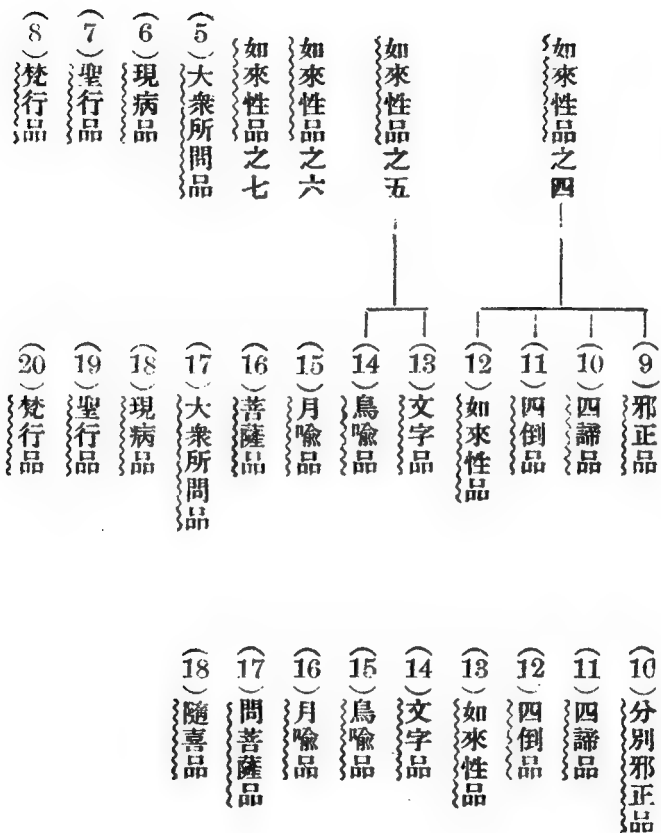 如來性品之四
如來性品之五
如來性品之六
如來性品之七
(5)大衆所問品
(6)現病品
(7)聖行品
(8)梵行品
(9)邪正品
(10)四諦品
(11)四倒品
(12)如來性品
(13)文字品
(14)鳥喩品
(15)月喩品
(16)菩薩品
(17)大衆所問品
(18)現病品
(19)聖行品
(20)梵行品
(10)分別邪正品
(11)四諦品
(12)四倒品
(13)如來性品
(14)文字品
(15)鳥喩品
(16)月喩品
(17)問菩薩品
(18)隨喜品